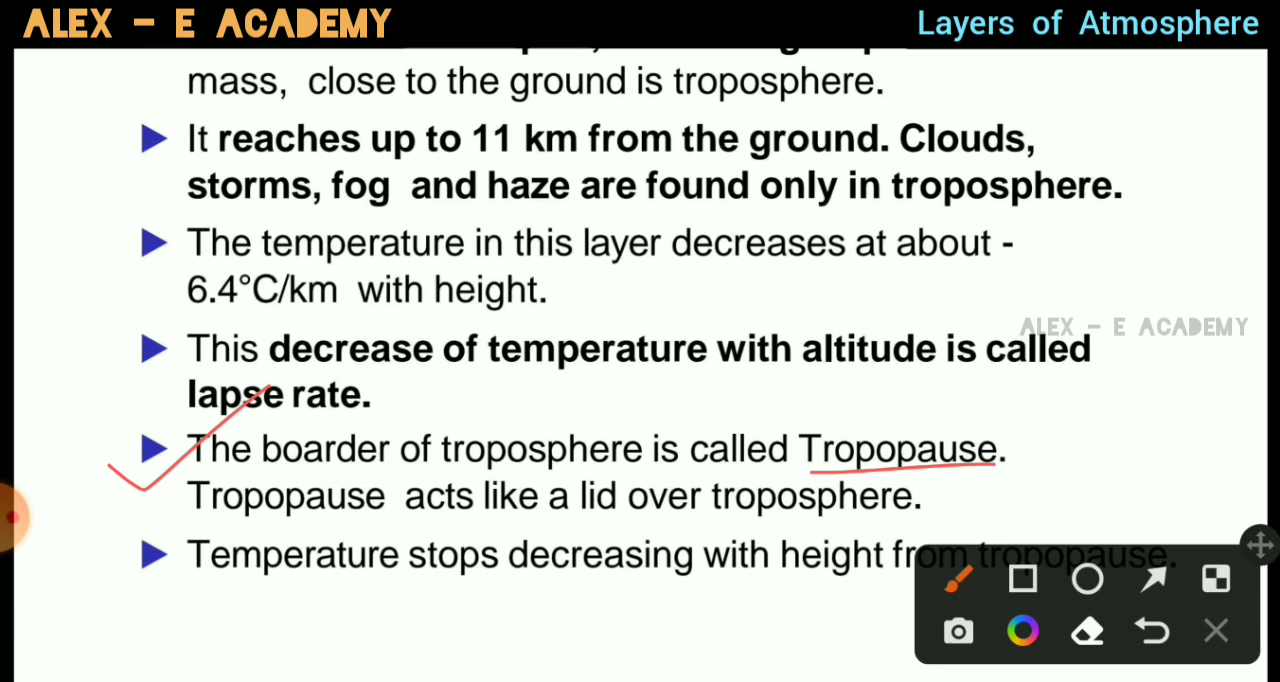 ALEX - E ACADEMY
Layers of Atmosphere
mass, close to the ground is troposphere.
It reaches up to 11 km from the ground. Clouds,
storms, fog and haze are found only in troposphere.
The temperature in this layer decreases at about -
6.4°C/km with height.
ALEX - E ACADEMY
This decrease of temperature with altitude is called
lapse rate.
The boarder of troposphere is called Tropopause.
Tropopause acts like a lid over troposphere.
Temperature stops decreasing with height from tropopause.